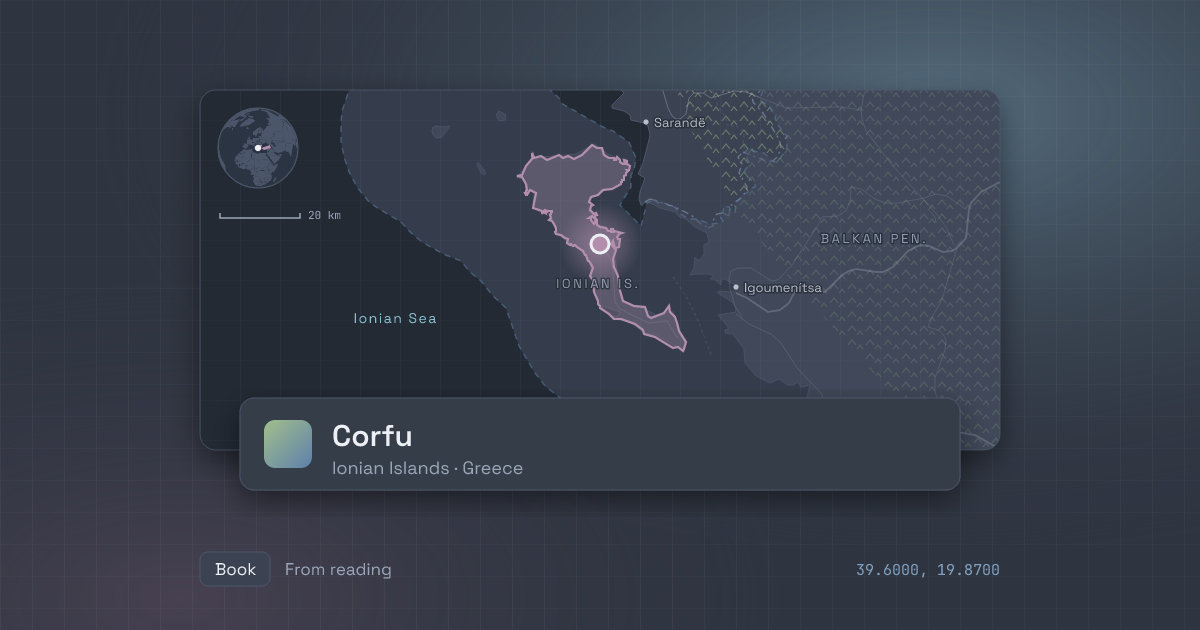 Sarandë
20 km
BALKAN PEN.
IONIAN IS.
Igoumenítsa
Ionian Sea
Corfu
Ionian Islands · Greece
Book
From reading
39.6000, 19.8700